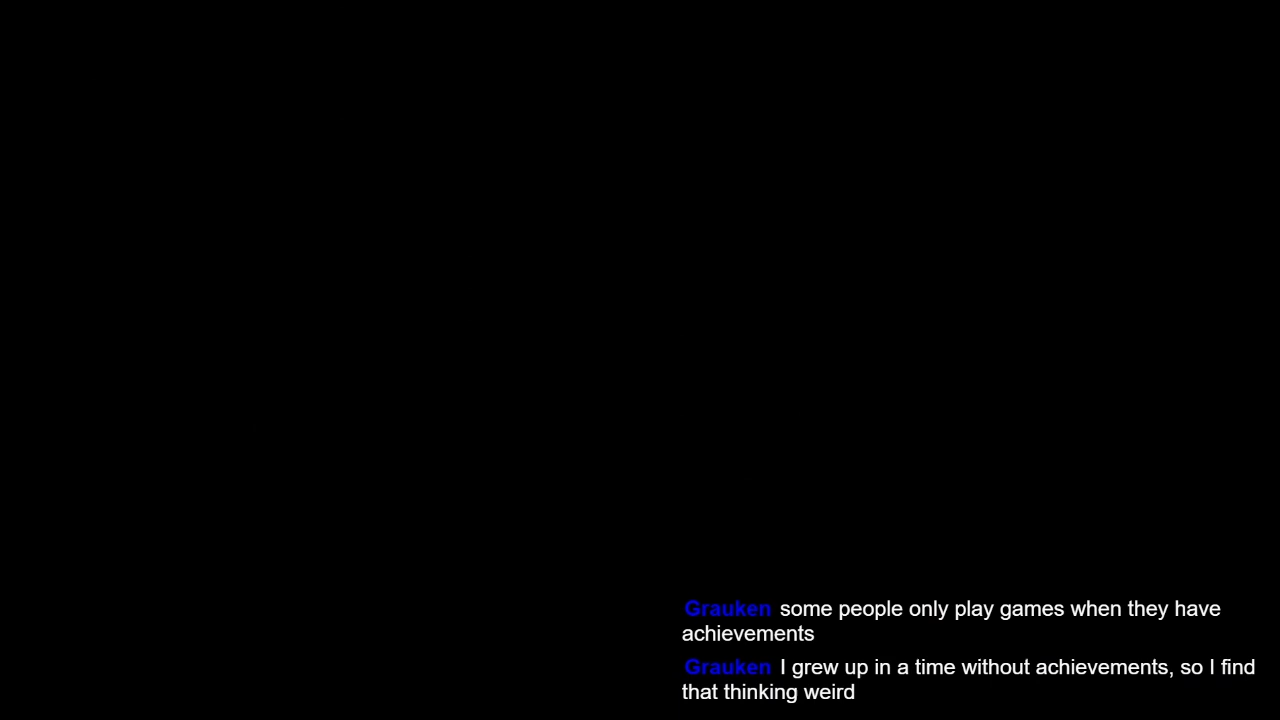 Grauken some people only play games when they have
achievements
Grauken I grew up in a time without achievements, so I find
that thinking weird